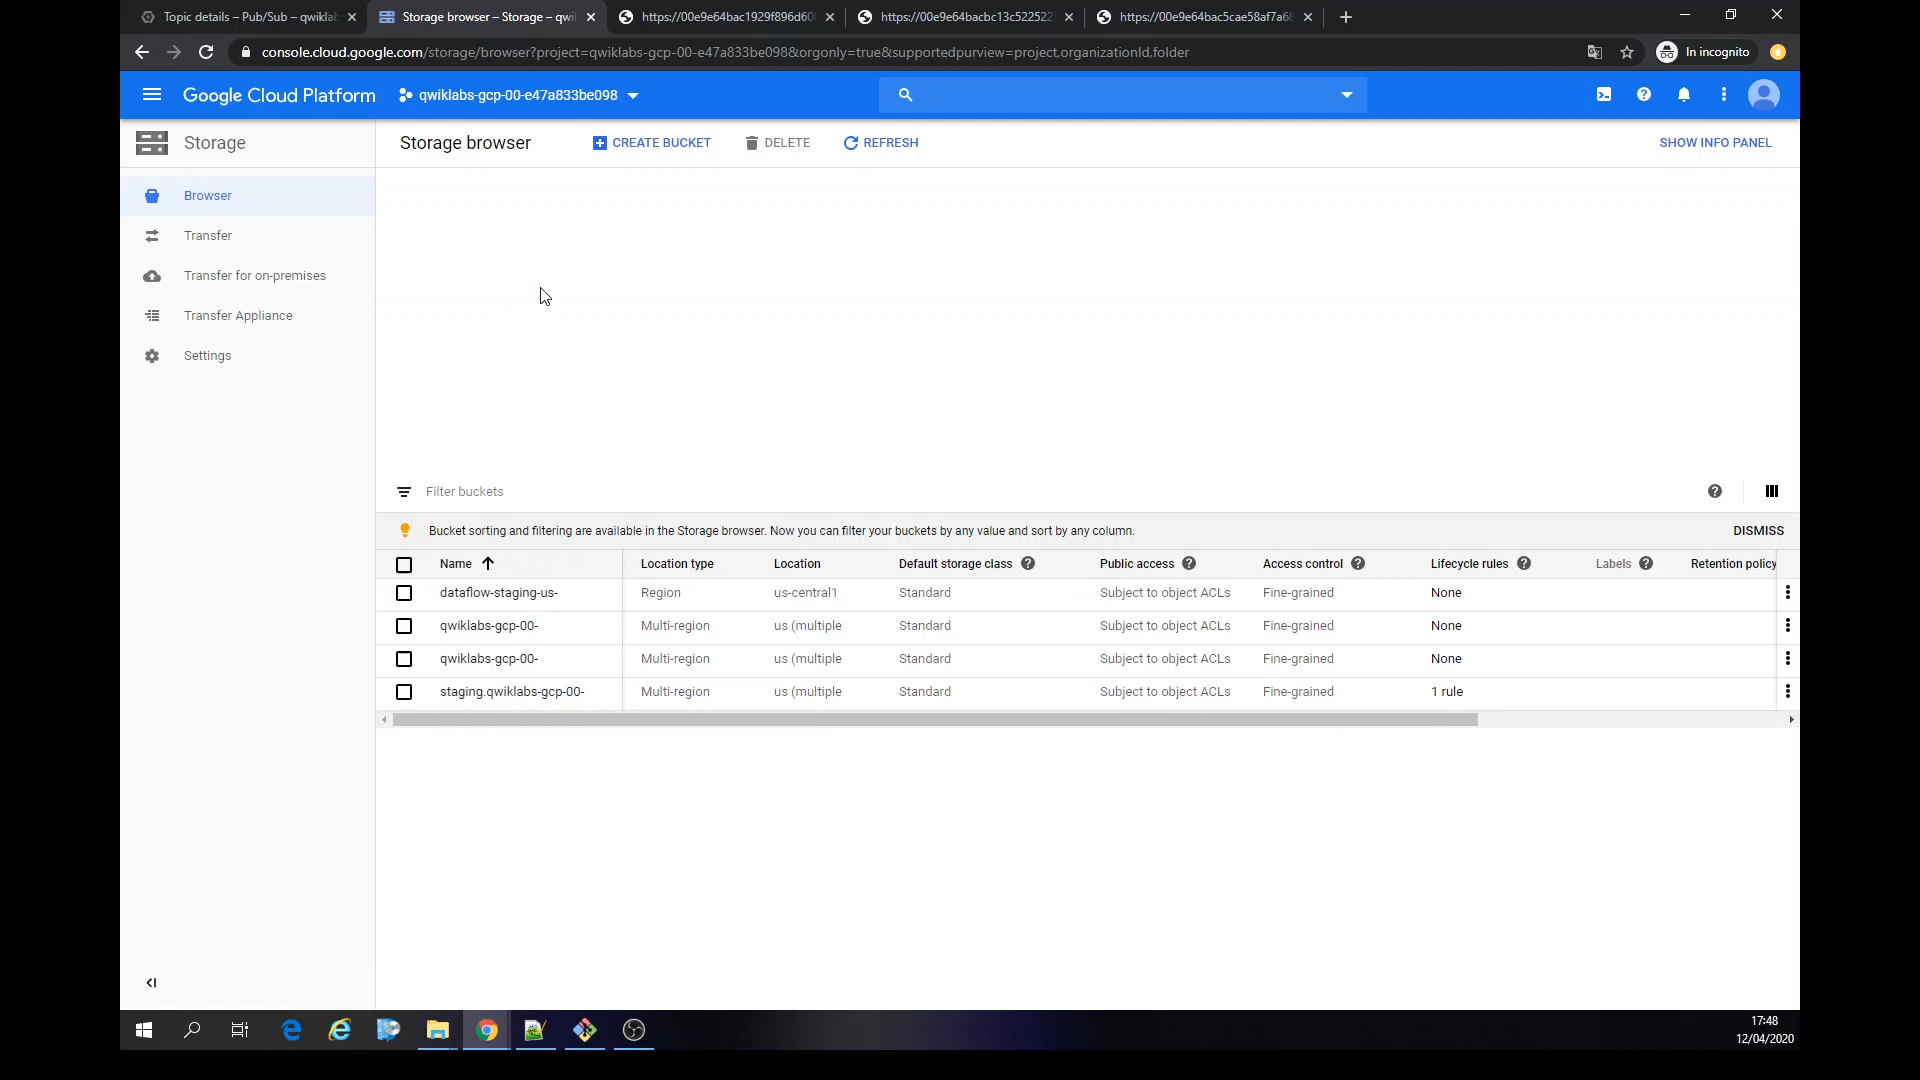 Topic details – Pub/Sub – qwikla
Storage browser – Storage – qwi
https://00e9e64bac1929f896d60
https://00e9e64bacbc13c522522
https://00e9e64bac5cae58af7a68
console.cloud.google.com/storage/browser?project=qwiklabs-gcp-00-e47a833be098&orgonly=true&supportedpurview=project,organizationId,folder
In incognito
Google Cloud Platform
qwiklabs-gcp-00-e47a833be098
Storage
Storage browser
CREATE BUCKET
DELETE
REFRESH
SHOW INFO PANEL
Browser
Transfer
Transfer for on-premises
Transfer Appliance
Settings
Filter buckets
Bucket sorting and filtering are available in the Storage browser. Now you can filter your buckets by any value and sort by any column.
DISMISS
Name Location type Location Default storage class Public access Access control Lifecycle rules Labels Retention policy
dataflow-staging-us- Region us-central1 Standard Subject to object ACLs Fine-grained None
qwiklabs-gcp-00- Multi-region us (multiple Standard Subject to object ACLs Fine-grained None
qwiklabs-gcp-00- Multi-region us (multiple Standard Subject to object ACLs Fine-grained None
staging.qwiklabs-gcp-00- Multi-region us (multiple Standard Subject to object ACLs Fine-grained 1 rule
17:48
12/04/2020